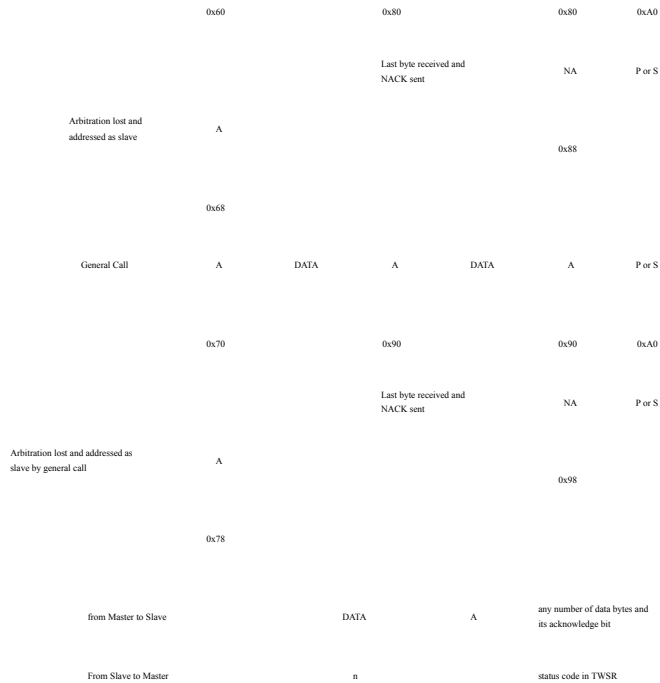 0x60 0x80 0x80 0xA0
Last byte received and
NACK sent
NA P or S
Arbitration lost and
addressed as slave
A
0x88
0x68
General Call A DATA A DATA A P or S
0x70 0x90 0x90 0xA0
Last byte received and
NACK sent
NA P or S
Arbitration lost and addressed as
slave by general call
A
0x98
0x78
from Master to Slave DATA A
any number of data bytes and
its acknowledge bit
From Slave to Master n status code in TWSR